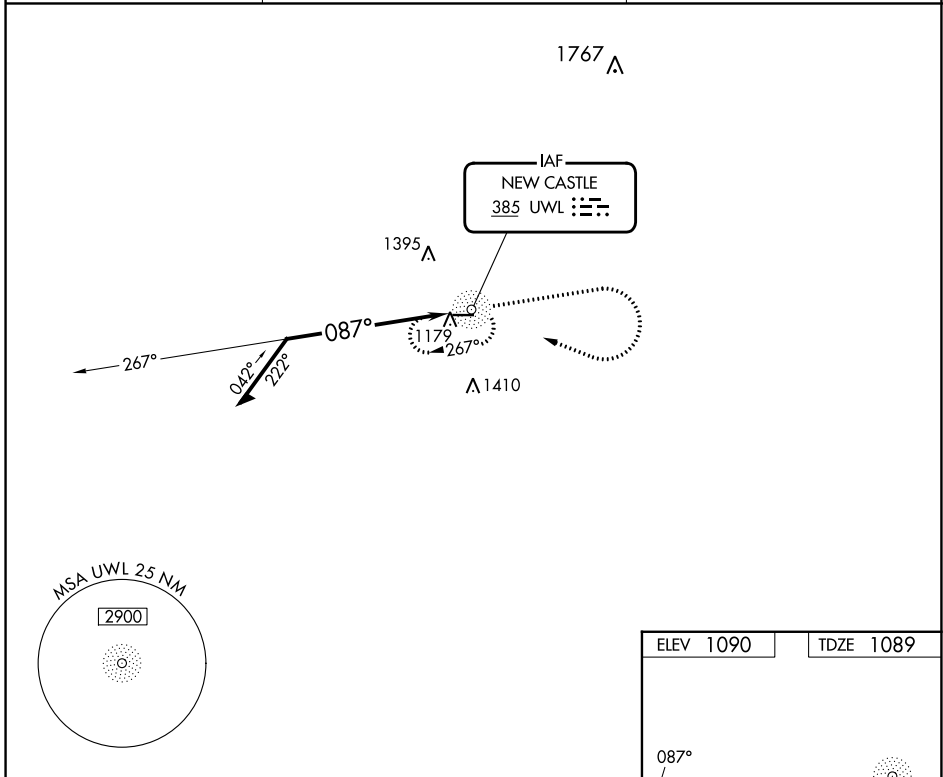 1767
IAF
NEW CASTLE
385 UWL
1395
087°
1179
267°
267°
042°
222°
1410
MSA UWL 25 NM
2900
ELEV 1090
TDZE 1089
087°